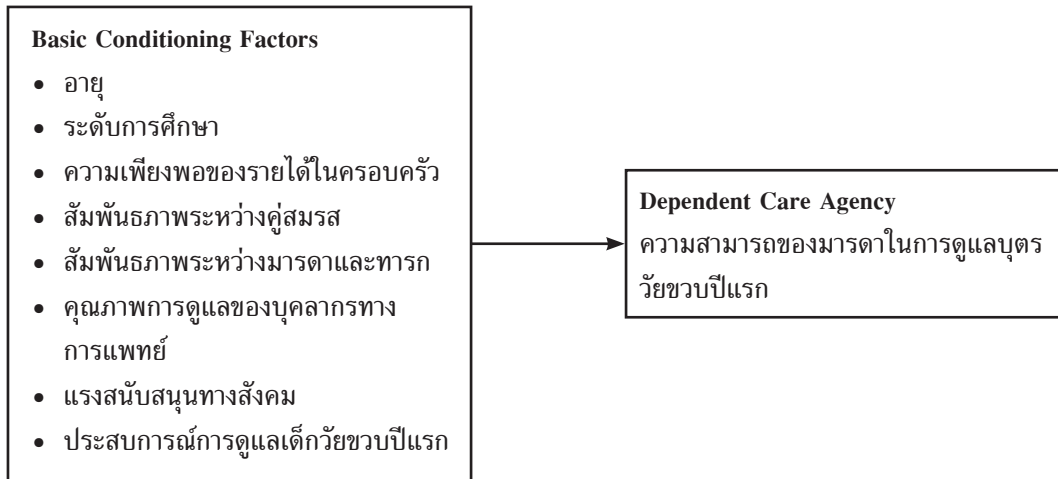 Basic Conditioning Factors
• อายุ
• ระดับการศึกษา
• ความเพียงพอของรายได้ในครอบครัว
• สัมพันธภาพระหว่างคู่สมรส
• สัมพันธภาพระหว่างมารดาและทารก
• คุณภาพการดูแลของบุคลากรทาง
การแพทย์
• แรงสนับสนุนทางสังคม
• ประสบการณ์การดูแลเด็กวัยขวบปีแรก
Dependent Care Agency
ความสามารถของมารดาในการดูแลบุตร
วัยขวบปีแรก